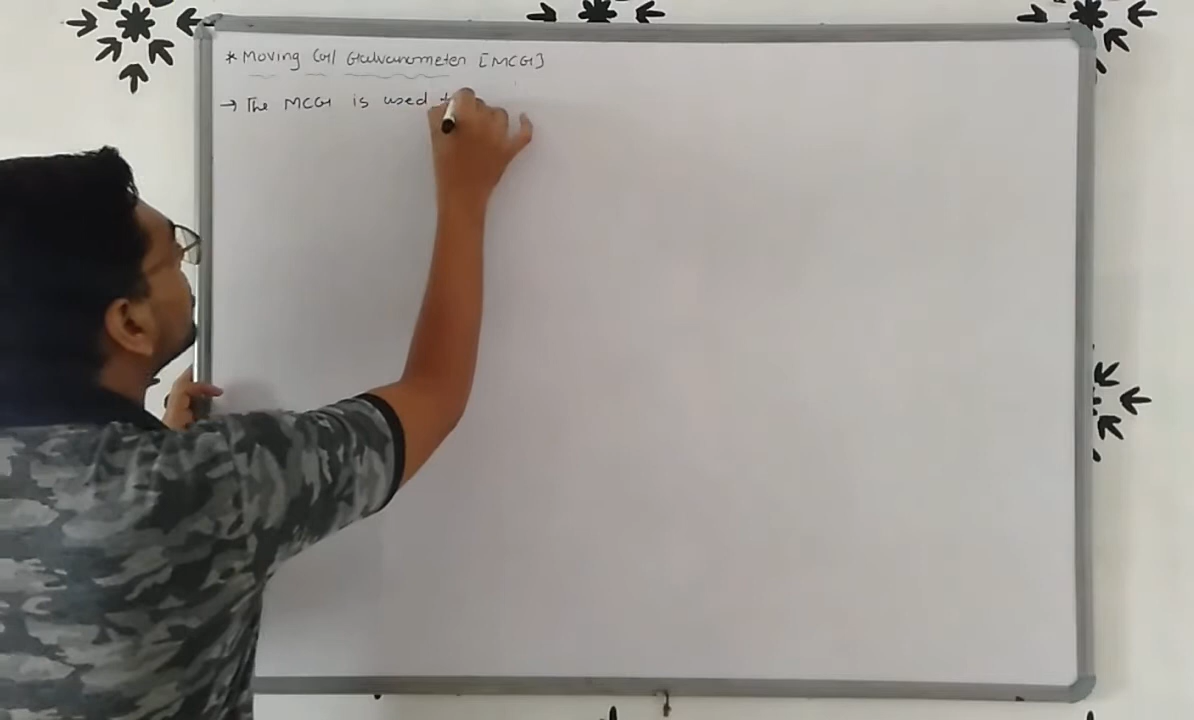 * Moving Coil Galvanometer [MCG]
→ The MCG is used